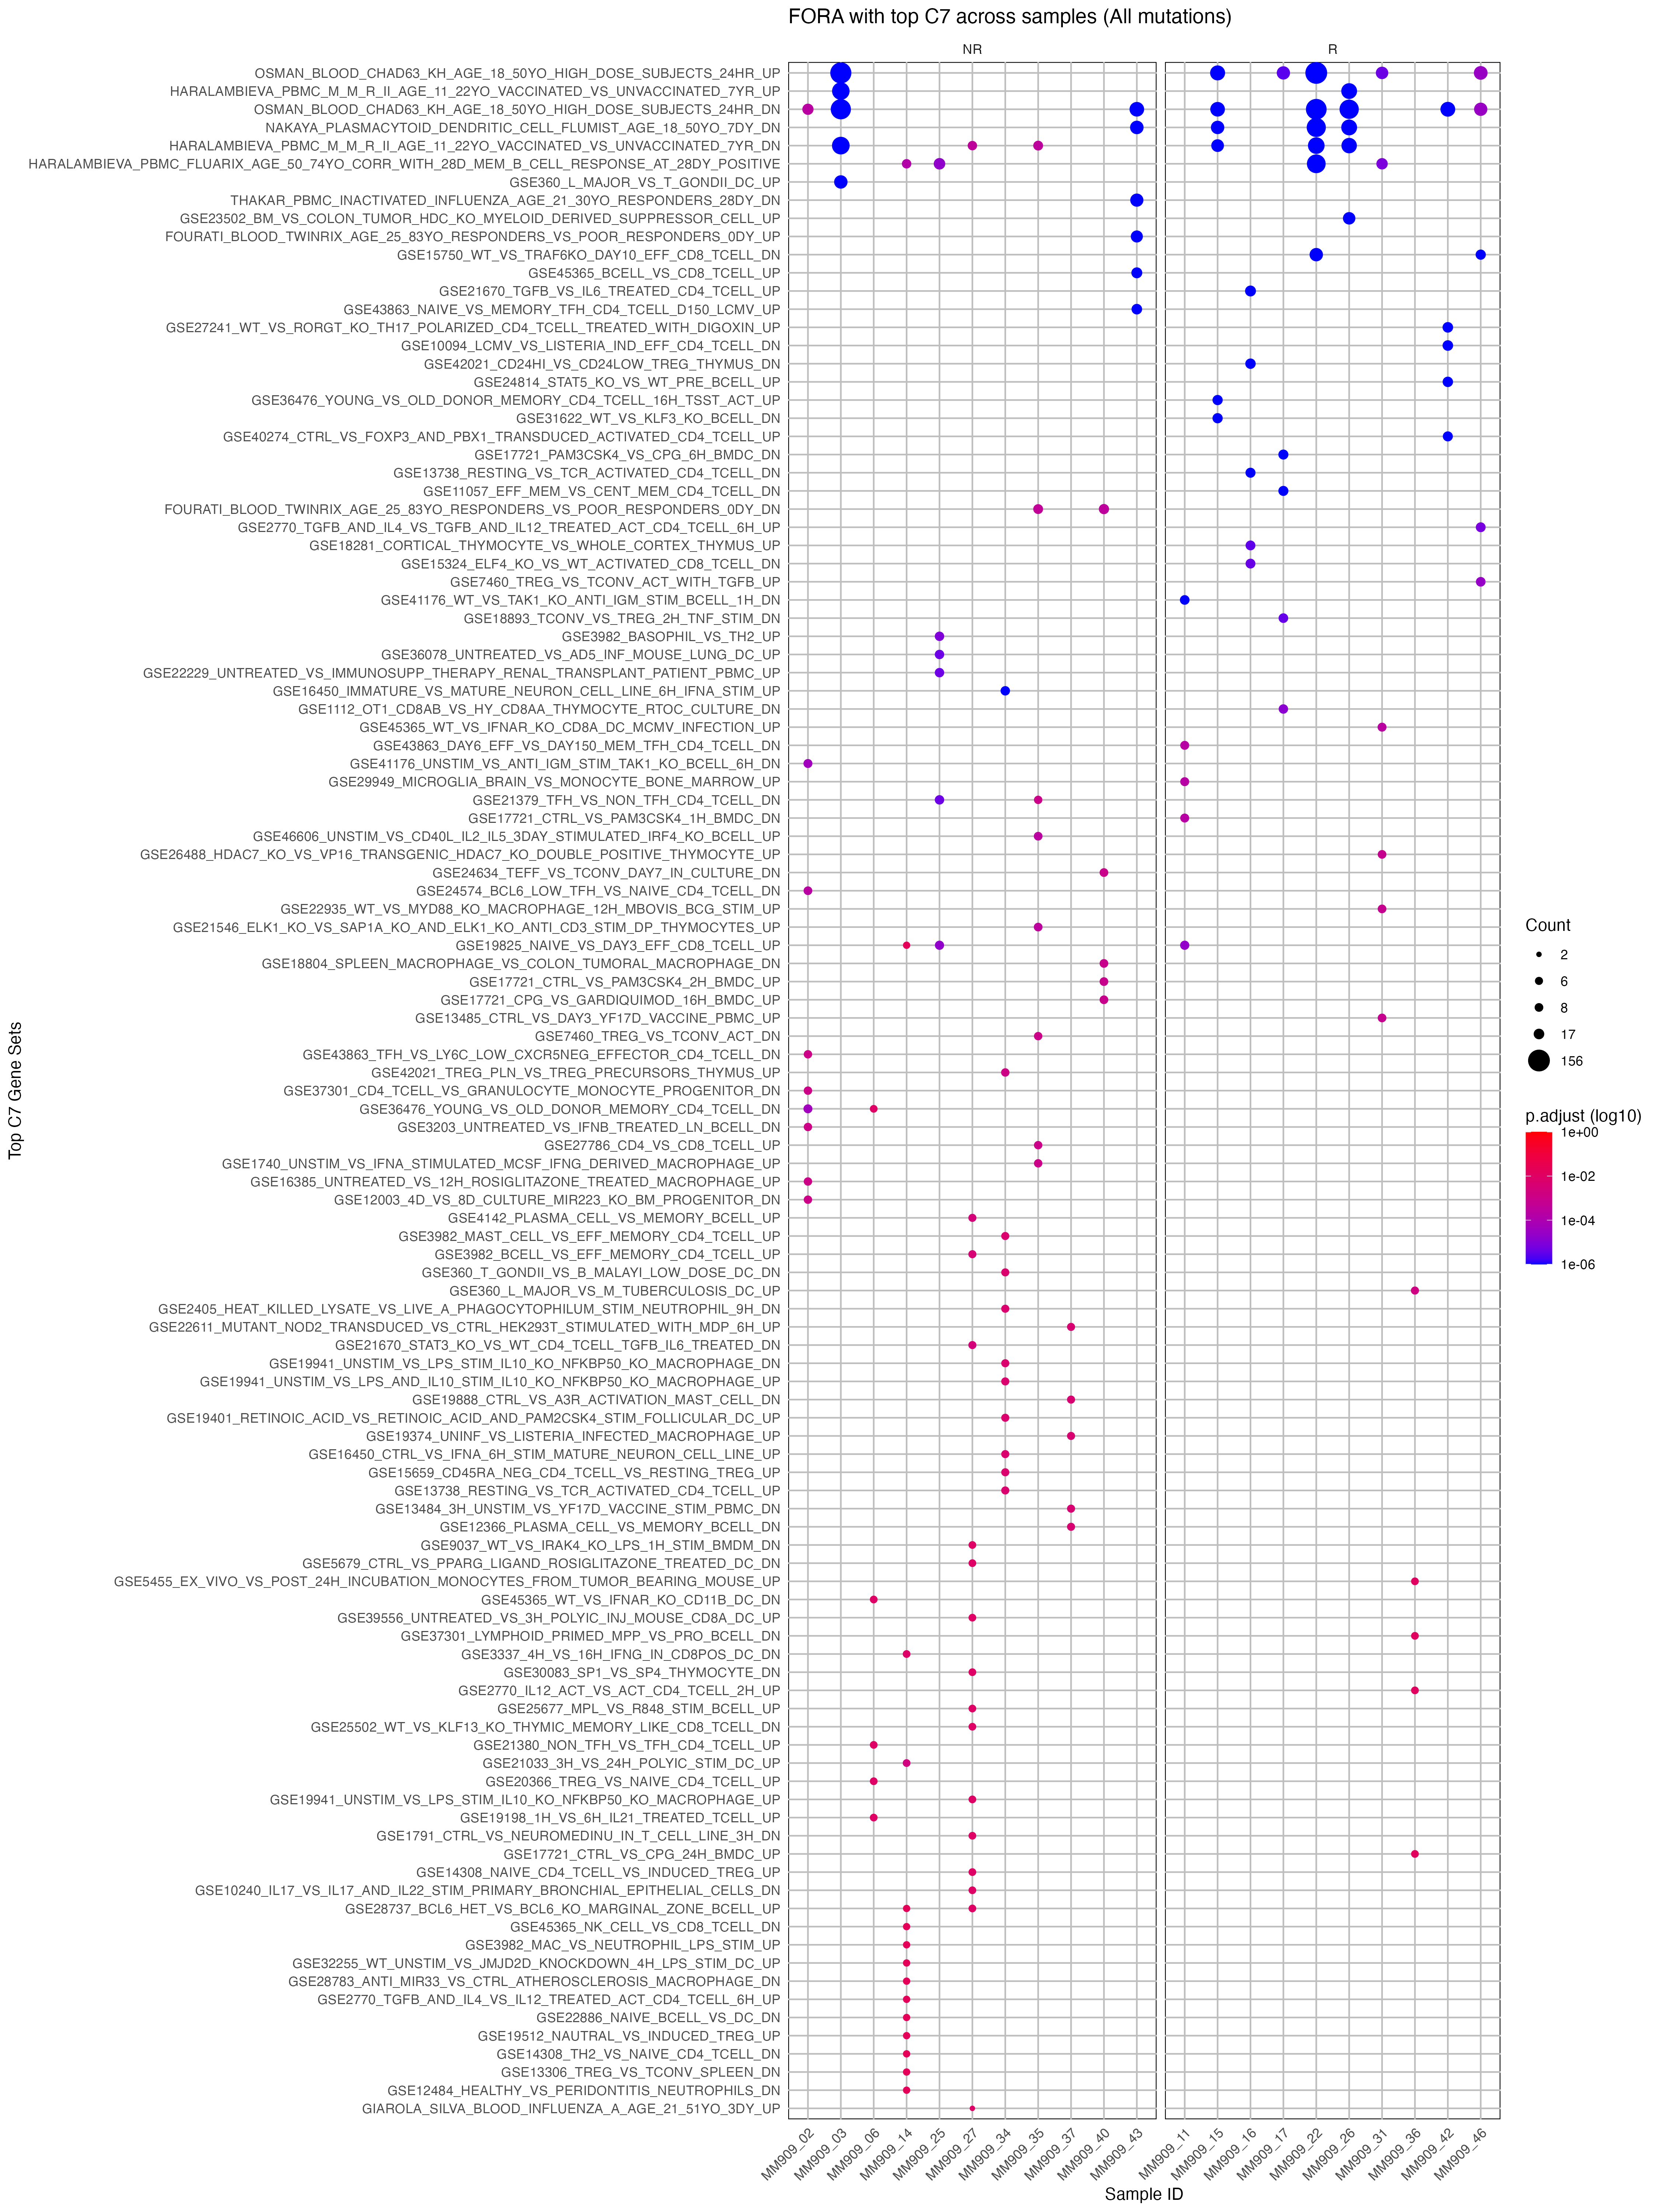 FORA with top C7 across samples (All mutations)
NR
R
OSMAN_BLOOD_CHAD63_KH_AGE_18_50YO_HIGH_DOSE_SUBJECTS_24HR_UP
HARALAMBIEVA_PBMC_M_M_R_II_AGE_11_22YO_VACCINATED_VS_UNVACCINATED_7YR_UP
OSMAN_BLOOD_CHAD63_KH_AGE_18_50YO_HIGH_DOSE_SUBJECTS_24HR_DN
NAKAYA_PLASMACYTOID_DENDRITIC_CELL_FLUMIST_AGE_18_50YO_7DY_DN
HARALAMBIEVA_PBMC_M_M_R_II_AGE_11_22YO_VACCINATED_VS_UNVACCINATED_7YR_DN
HARALAMBIEVA_PBMC_FLUARIX_AGE_50_74YO_CORR_WITH_28D_MEM_B_CELL_RESPONSE_AT_28DY_POSITIVE
GSE360_L_MAJOR_VS_T_GONDII_DC_UP
THAKAR_PBMC_INACTIVATED_INFLUENZA_AGE_21_30YO_RESPONDERS_28DY_DN
GSE23502_BM_VS_COLON_TUMOR_HDC_KO_MYELOID_DERIVED_SUPPRESSOR_CELL_UP
FOURATI_BLOOD_TWINRIX_AGE_25_83YO_RESPONDERS_VS_POOR_RESPONDERS_0DY_UP
GSE15750_WT_VS_TRAF6KO_DAY10_EFF_CD8_TCELL_DN
GSE45365_BCELL_VS_CD8_TCELL_UP
GSE21670_TGFB_VS_IL6_TREATED_CD4_TCELL_UP
GSE43863_NAIVE_VS_MEMORY_TFH_CD4_TCELL_D150_LCMV_UP
GSE27241_WT_VS_RORGT_KO_TH17_POLARIZED_CD4_TCELL_TREATED_WITH_DIGOXIN_UP
GSE10094_LCMV_VS_LISTERIA_IND_EFF_CD4_TCELL_DN
GSE42021_CD24HI_VS_CD24LOW_TREG_THYMUS_DN
GSE24814_STAT5_KO_VS_WT_PRE_BCELL_UP
GSE36476_YOUNG_VS_OLD_DONOR_MEMORY_CD4_TCELL_16H_TSST_ACT_UP
GSE31622_WT_VS_KLF3_KO_BCELL_DN
GSE40274_CTRL_VS_FOXP3_AND_PBX1_TRANSDUCED_ACTIVATED_CD4_TCELL_UP
GSE17721_PAM3CSK4_VS_CPG_6H_BMDC_DN
GSE13738_RESTING_VS_TCR_ACTIVATED_CD4_TCELL_DN
GSE11057_EFF_MEM_VS_CENT_MEM_CD4_TCELL_DN
FOURATI_BLOOD_TWINRIX_AGE_25_83YO_RESPONDERS_VS_POOR_RESPONDERS_0DY_DN
GSE2770_TGFB_AND_IL4_VS_TGFB_AND_IL12_TREATED_ACT_CD4_TCELL_6H_UP
GSE18281_CORTICAL_THYMOCYTE_VS_WHOLE_CORTEX_THYMUS_UP
GSE15324_ELF4_KO_VS_WT_ACTIVATED_CD8_TCELL_DN
GSE7460_TREG_VS_TCONV_ACT_WITH_TGFB_UP
GSE41176_WT_VS_TAK1_KO_ANTI_IGM_STIM_BCELL_1H_DN
GSE18893_TCONV_VS_TREG_2H_TNF_STIM_DN
GSE3982_BASOPHIL_VS_TH2_UP
GSE36078_UNTREATED_VS_AD5_INF_MOUSE_LUNG_DC_UP
GSE22229_UNTREATED_VS_IMMUNOSUPP_THERAPY_RENAL_TRANSPLANT_PATIENT_PBMC_UP
GSE16450_IMMATURE_VS_MATURE_NEURON_CELL_LINE_6H_IFNA_STIM_UP
GSE1112_OT1_CD8AB_VS_HY_CD8AA_THYMOCYTE_RTOC_CULTURE_DN
GSE45365_WT_VS_IFNAR_KO_CD8A_DC_MCMV_INFECTION_UP
GSE43863_DAY6_EFF_VS_DAY150_MEM_TFH_CD4_TCELL_DN
GSE41176_UNSTIM_VS_ANTI_IGM_STIM_TAK1_KO_BCELL_6H_DN
GSE29949_MICROGLIA_BRAIN_VS_MONOCYTE_BONE_MARROW_UP
GSE21379_TFH_VS_NON_TFH_CD4_TCELL_DN
GSE17721_CTRL_VS_PAM3CSK4_1H_BMDC_DN
GSE46606_UNSTIM_VS_CD40L_IL2_IL5_3DAY_STIMULATED_IRF4_KO_BCELL_UP
GSE26488_HDAC7_KO_VS_VP16_TRANSGENIC_HDAC7_KO_DOUBLE_POSITIVE_THYMOCYTE_UP
GSE24634_TEFF_VS_TCONV_DAY7_IN_CULTURE_DN
GSE24574_BCL6_LOW_TFH_VS_NAIVE_CD4_TCELL_DN
GSE22935_WT_VS_MYD88_KO_MACROPHAGE_12H_MBOVIS_BCG_STIM_UP
GSE21546_ELK1_KO_VS_SAP1A_KO_AND_ELK1_KO_ANTI_CD3_STIM_DP_THYMOCYTES_UP
GSE19825_NAIVE_VS_DAY3_EFF_CD8_TCELL_UP
GSE18804_SPLEEN_MACROPHAGE_VS_COLON_TUMORAL_MACROPHAGE_DN
GSE17721_CTRL_VS_PAM3CSK4_2H_BMDC_UP
GSE17721_CPG_VS_GARDIQUIMOD_16H_BMDC_UP
GSE13485_CTRL_VS_DAY3_YF17D_VACCINE_PBMC_UP
GSE7460_TREG_VS_TCONV_ACT_DN
GSE43863_TFH_VS_LY6C_LOW_CXCR5NEG_EFFECTOR_CD4_TCELL_DN
GSE42021_TREG_PLN_VS_TREG_PRECURSORS_THYMUS_UP
GSE37301_CD4_TCELL_VS_GRANULOCYTE_MONOCYTE_PROGENITOR_DN
GSE36476_YOUNG_VS_OLD_DONOR_MEMORY_CD4_TCELL_DN
GSE3203_UNTREATED_VS_IFNB_TREATED_LN_BCELL_DN
GSE27786_CD4_VS_CD8_TCELL_UP
GSE1740_UNSTIM_VS_IFNA_STIMULATED_MCSF_IFNG_DERIVED_MACROPHAGE_UP
GSE16385_UNTREATED_VS_12H_ROSIGLITAZONE_TREATED_MACROPHAGE_UP
GSE12003_4D_VS_8D_CULTURE_MIR223_KO_BM_PROGENITOR_DN
GSE4142_PLASMA_CELL_VS_MEMORY_BCELL_UP
GSE3982_MAST_CELL_VS_EFF_MEMORY_CD4_TCELL_UP
GSE3982_BCELL_VS_EFF_MEMORY_CD4_TCELL_UP
GSE360_T_GONDII_VS_B_MALAYI_LOW_DOSE_DC_DN
GSE360_L_MAJOR_VS_M_TUBERCULOSIS_DC_UP
GSE2405_HEAT_KILLED_LYSATE_VS_LIVE_A_PHAGOCYTOPHILUM_STIM_NEUTROPHIL_9H_DN
GSE22611_MUTANT_NOD2_TRANSDUCED_VS_CTRL_HEK293T_STIMULATED_WITH_MDP_6H_UP
GSE21670_STAT3_KO_VS_WT_CD4_TCELL_TGFB_IL6_TREATED_DN
GSE19941_UNSTIM_VS_LPS_STIM_IL10_KO_NFKBP50_KO_MACROPHAGE_DN
GSE19941_UNSTIM_VS_LPS_AND_IL10_STIM_IL10_KO_NFKBP50_KO_MACROPHAGE_UP
GSE19888_CTRL_VS_A3R_ACTIVATION_MAST_CELL_DN
GSE19401_RETINOIC_ACID_VS_RETINOIC_ACID_AND_PAM2CSK4_STIM_FOLLICULAR_DC_UP
GSE19374_UNINF_VS_LISTERIA_INFECTED_MACROPHAGE_UP
GSE16450_CTRL_VS_IFNA_6H_STIM_MATURE_NEURON_CELL_LINE_UP
GSE15659_CD45RA_NEG_CD4_TCELL_VS_RESTING_TREG_UP
GSE13738_RESTING_VS_TCR_ACTIVATED_CD4_TCELL_UP
GSE13484_3H_UNSTIM_VS_YF17D_VACCINE_STIM_PBMC_DN
GSE12366_PLASMA_CELL_VS_MEMORY_BCELL_DN
GSE9037_WT_VS_IRAK4_KO_LPS_1H_STIM_BMDM_DN
GSE5679_CTRL_VS_PPARG_LIGAND_ROSIGLITAZONE_TREATED_DC_DN
GSE5455_EX_VIVO_VS_POST_24H_INCUBATION_MONOCYTES_FROM_TUMOR_BEARING_MOUSE_UP
GSE45365_WT_VS_IFNAR_KO_CD11B_DC_DN
GSE39556_UNTREATED_VS_3H_POLYIC_INJ_MOUSE_CD8A_DC_UP
GSE37301_LYMPHOID_PRIMED_MPP_VS_PRO_BCELL_DN
GSE3337_4H_VS_16H_IFNG_IN_CD8POS_DC_DN
GSE30083_SP1_VS_SP4_THYMOCYTE_DN
GSE2770_IL12_ACT_VS_ACT_CD4_TCELL_2H_UP
GSE25677_MPL_VS_R848_STIM_BCELL_UP
GSE25502_WT_VS_KLF13_KO_THYMIC_MEMORY_LIKE_CD8_TCELL_DN
GSE21380_NON_TFH_VS_TFH_CD4_TCELL_UP
GSE21033_3H_VS_24H_POLYIC_STIM_DC_UP
GSE20366_TREG_VS_NAIVE_CD4_TCELL_UP
GSE19941_UNSTIM_VS_LPS_STIM_IL10_KO_NFKBP50_KO_MACROPHAGE_UP
GSE19198_1H_VS_6H_IL21_TREATED_TCELL_UP
GSE1791_CTRL_VS_NEUROMEDINU_IN_T_CELL_LINE_3H_DN
GSE17721_CTRL_VS_CPG_24H_BMDC_UP
GSE14308_NAIVE_CD4_TCELL_VS_INDUCED_TREG_UP
GSE10240_IL17_VS_IL17_AND_IL22_STIM_PRIMARY_BRONCHIAL_EPITHELIAL_CELLS_DN
GSE28737_BCL6_HET_VS_BCL6_KO_MARGINAL_ZONE_BCELL_UP
GSE45365_NK_CELL_VS_CD8_TCELL_DN
GSE3982_MAC_VS_NEUTROPHIL_LPS_STIM_UP
GSE32255_WT_UNSTIM_VS_JMJD2D_KNOCKDOWN_4H_LPS_STIM_DC_UP
GSE28783_ANTI_MIR33_VS_CTRL_ATHEROSCLEROSIS_MACROPHAGE_DN
GSE2770_TGFB_AND_IL4_VS_IL12_TREATED_ACT_CD4_TCELL_6H_UP
GSE22886_NAIVE_BCELL_VS_DC_DN
GSE19512_NAUTRAL_VS_INDUCED_TREG_UP
GSE14308_TH2_VS_NAIVE_CD4_TCELL_DN
GSE13306_TREG_VS_TCONV_SPLEEN_DN
GSE12484_HEALTHY_VS_PERIDONTITIS_NEUTROPHILS_DN
GIAROLA_SILVA_BLOOD_INFLUENZA_A_AGE_21_51YO_3DY_UP
Top C7 Gene Sets
MM909_02
MM909_03
MM909_06
MM909_14
MM909_25
MM909_27
MM909_34
MM909_35
MM909_37
MM909_40
MM909_43
MM909_11
MM909_15
MM909_16
MM909_17
MM909_22
MM909_26
MM909_31
MM909_36
MM909_42
MM909_46
Sample ID
Count
2
6
8
17
156
p.adjust (log10)
1e+00
1e-02
1e-04
1e-06